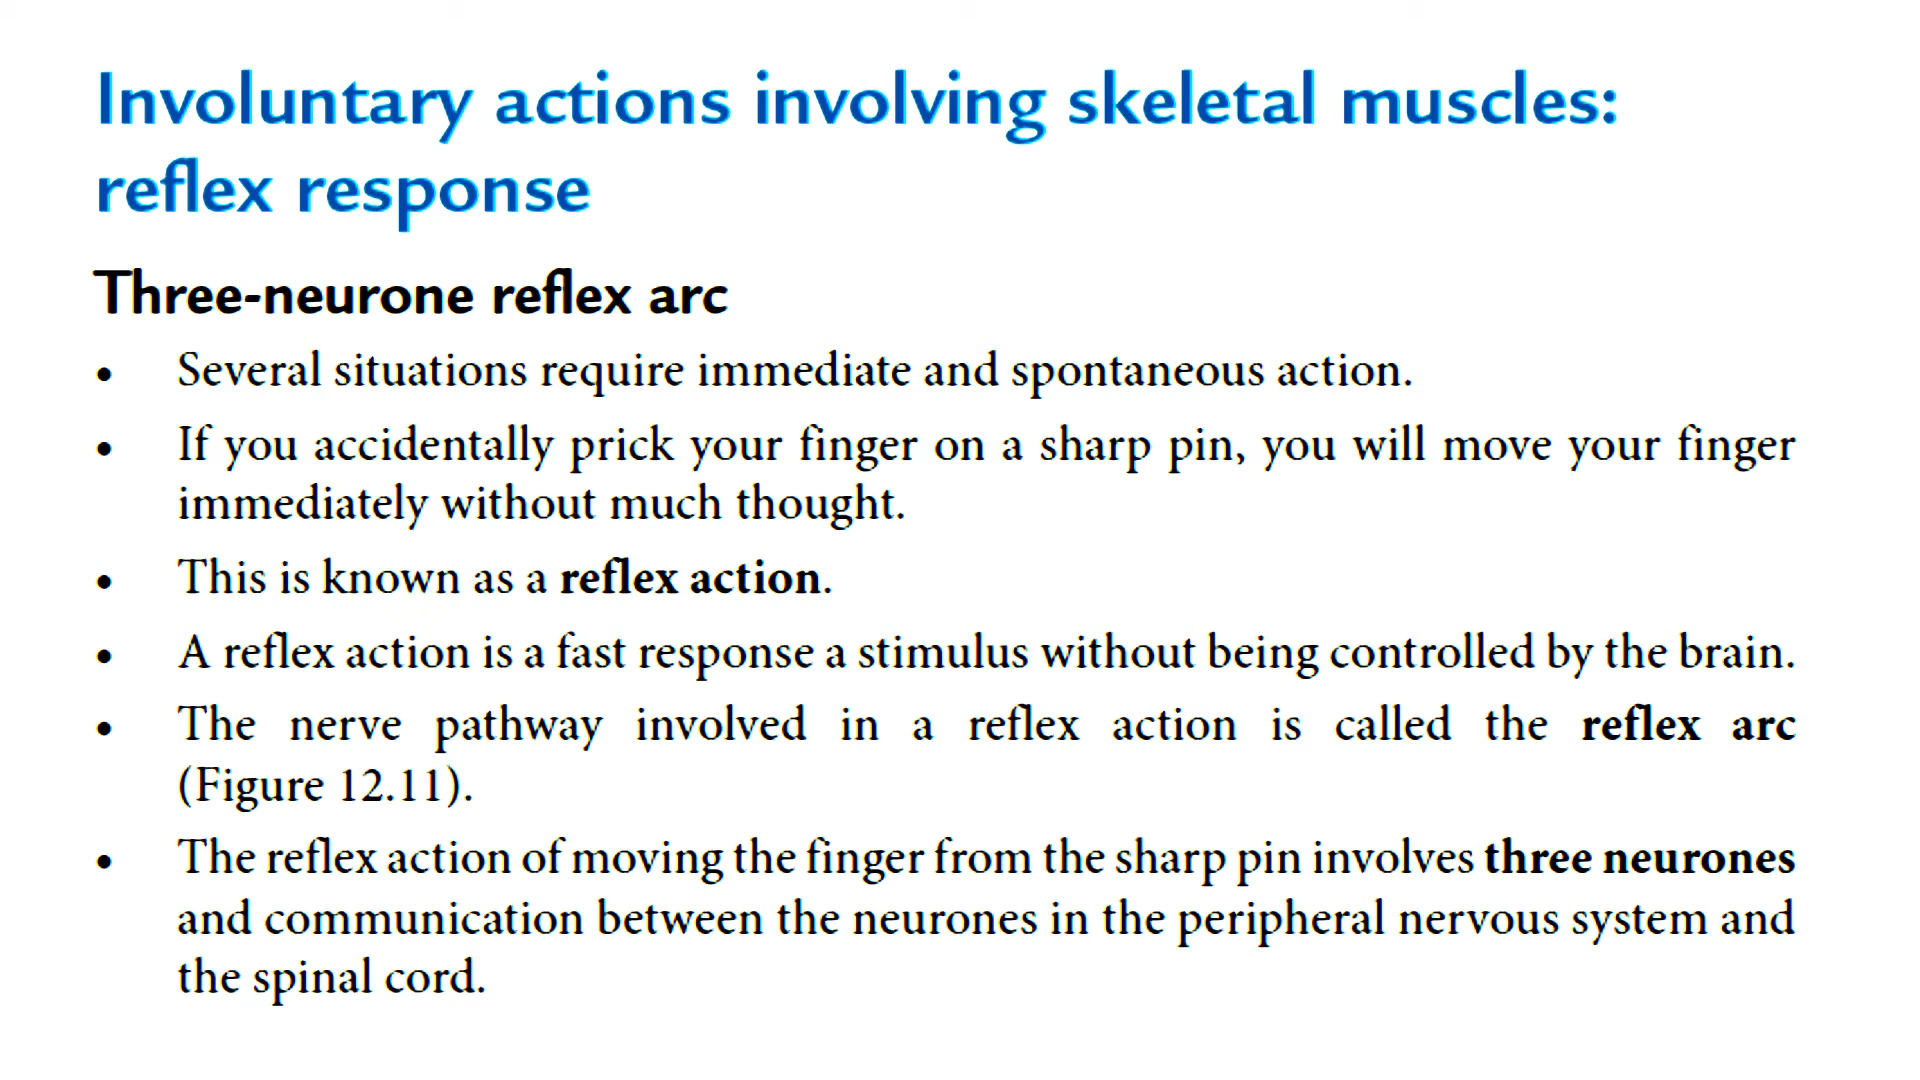 Involuntary actions involving skeletal muscles:
reflex response
Three-neurone reflex arc
• Several situations require immediate and spontaneous action.
• If you accidentally prick your finger on a sharp pin, you will move your finger
immediately without much thought.
• This is known as a reflex action.
• A reflex action is a fast response a stimulus without being controlled by the brain.
• The nerve pathway involved in a reflex action is called the reflex arc
(Figure 12.11).
• The reflex action of moving the finger from the sharp pin involves three neurones
and communication between the neurones in the peripheral nervous system and
the spinal cord.